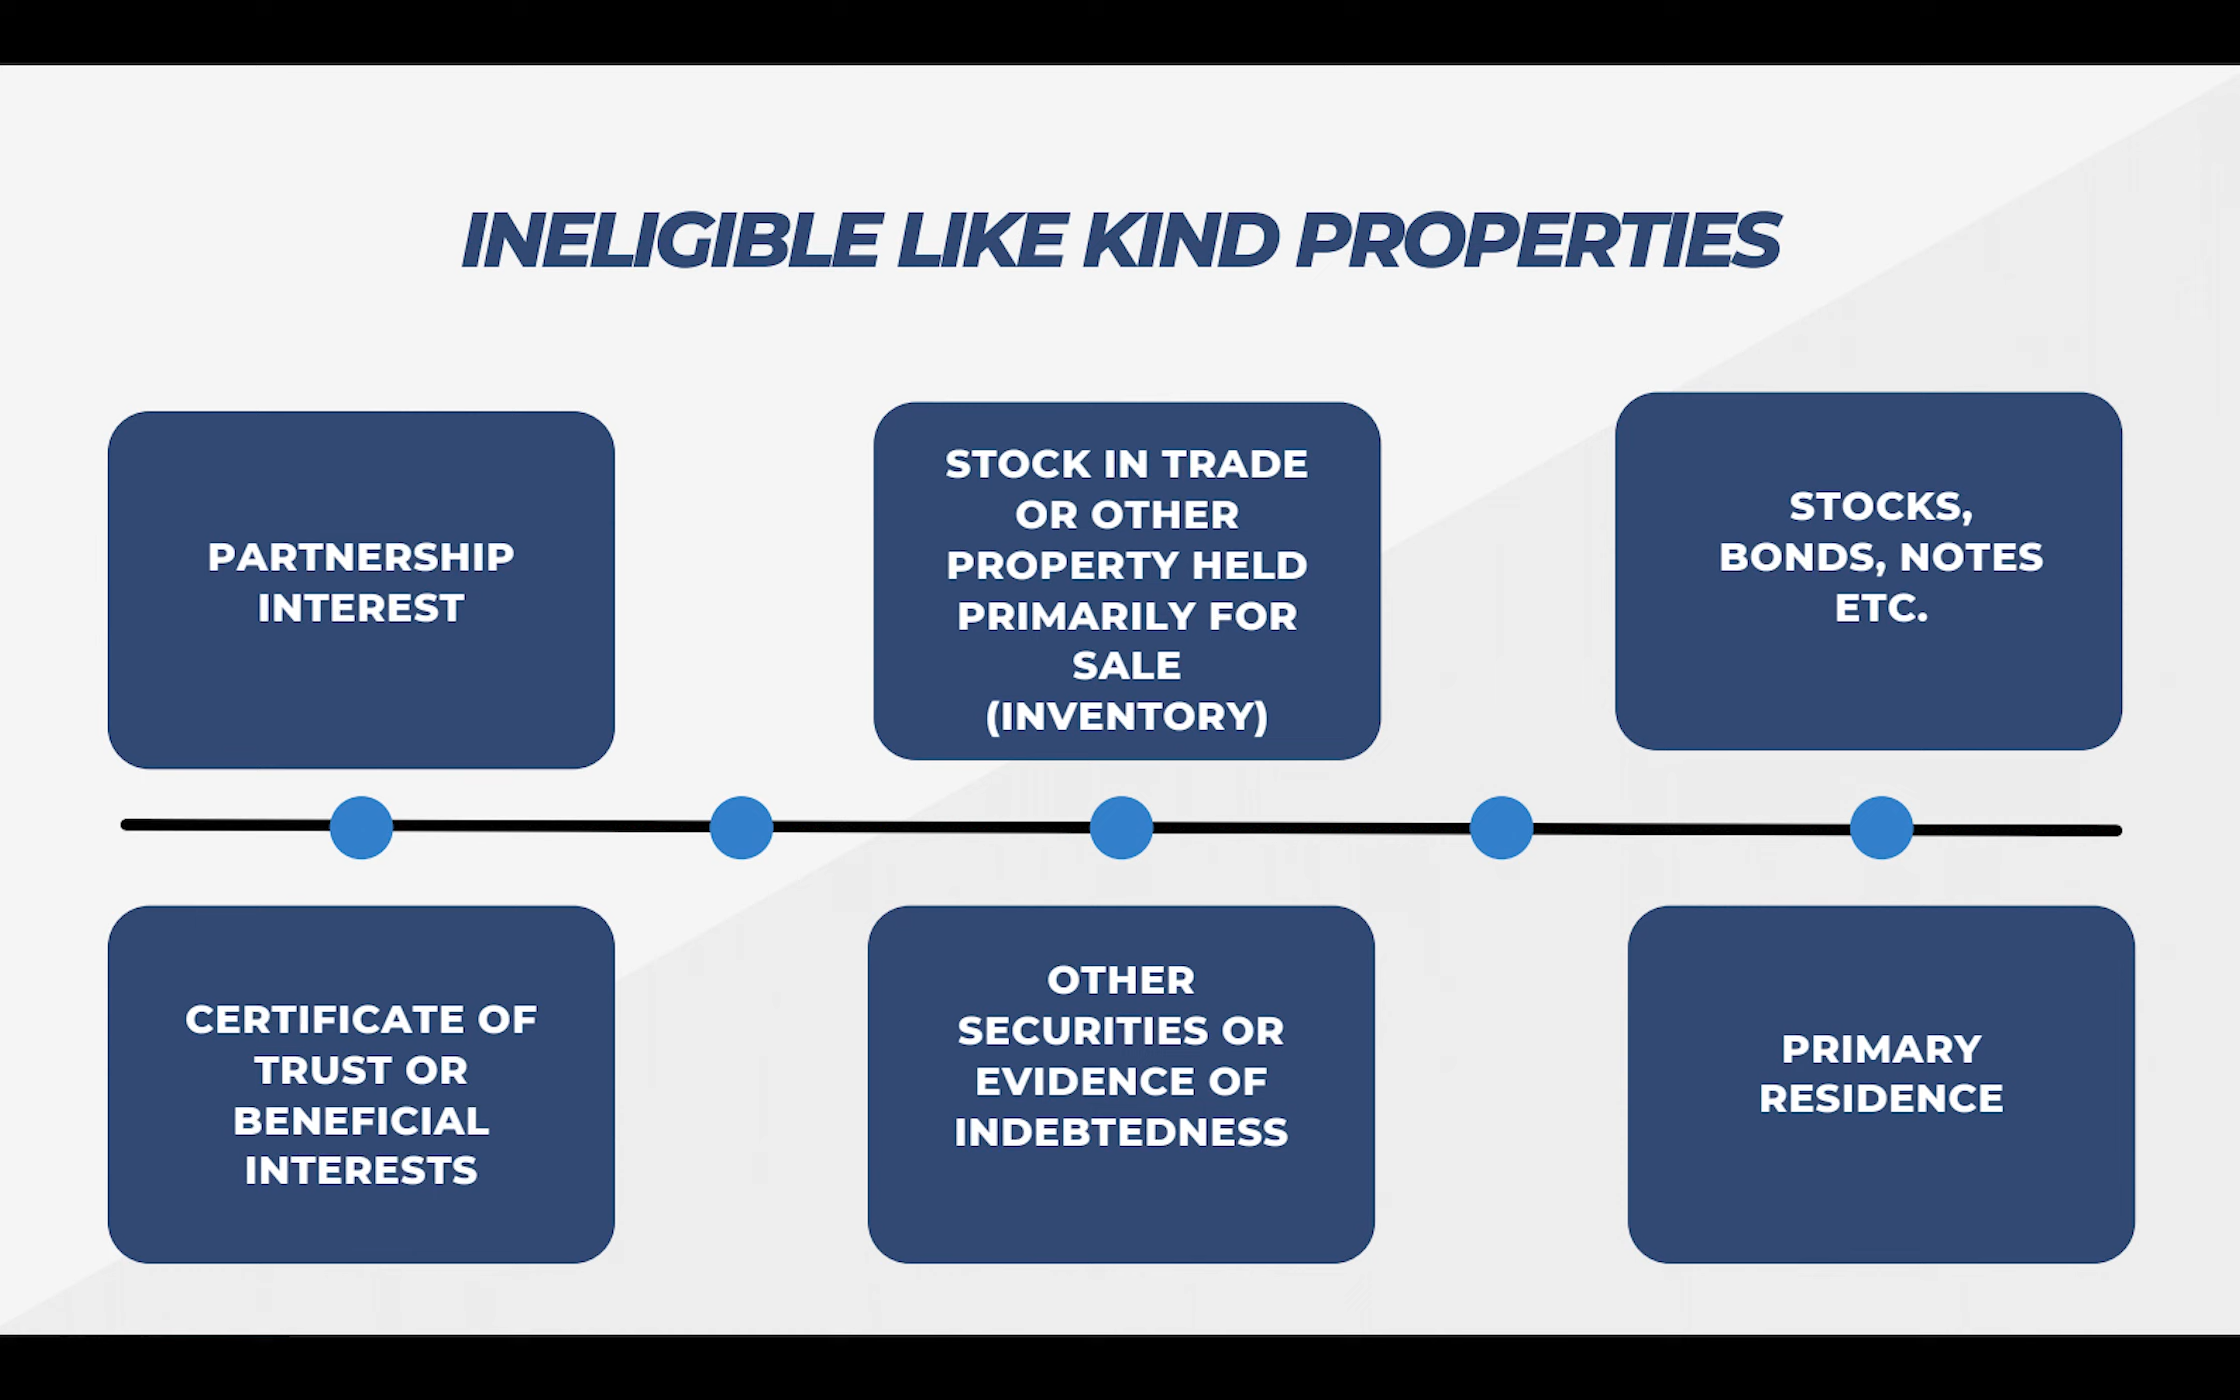 INELIGIBLE LIKE KIND PROPERTIES
PARTNERSHIP
INTEREST
STOCK IN TRADE
OR OTHER
PROPERTY HELD
PRIMARILY FOR
SALE
(INVENTORY)
STOCKS,
BONDS, NOTES
ETC.
CERTIFICATE OF
TRUST OR
BENEFICIAL
INTERESTS
OTHER
SECURITIES OR
EVIDENCE OF
INDEBTEDNESS
PRIMARY
RESIDENCE